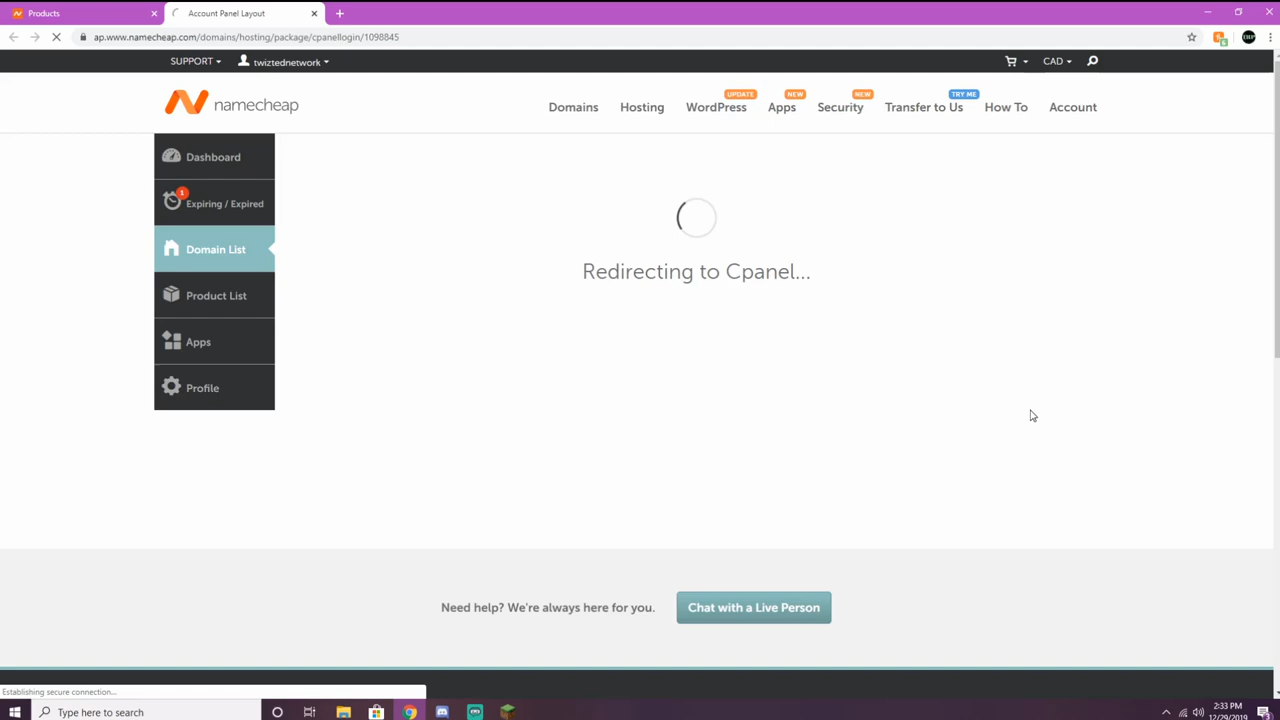 Products
Account Panel Layout
ap.www.namecheap.com/domains/hosting/package/cpanellogin/1098845
SUPPORT
twiztednetwork
CAD
namecheap
Domains
Hosting
WordPress
UPDATE
Apps
NEW
Security
NEW
Transfer to Us
TRY ME
How To
Account
Dashboard
1
Expiring / Expired
Domain List
Product List
Apps
Profile
Redirecting to Cpanel...
Need help? We're always here for you.
Chat with a Live Person
Establishing secure connection...
Type here to search
2:33 PM
12/29/2019